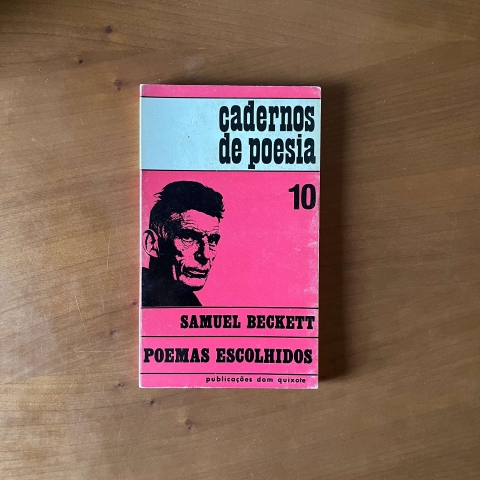 cadernos
de poesia
10
SAMUEL BECKETT
POEMAS ESCOLHIDOS
publicações dom quixote